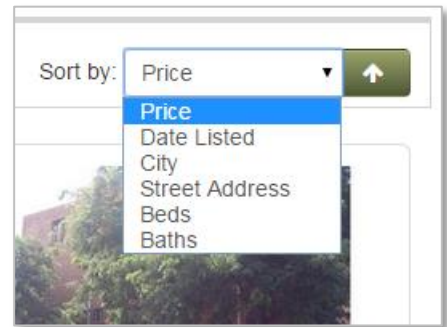 Sort by: Price
Price
Date Listed
City
Street Address
Beds
Baths